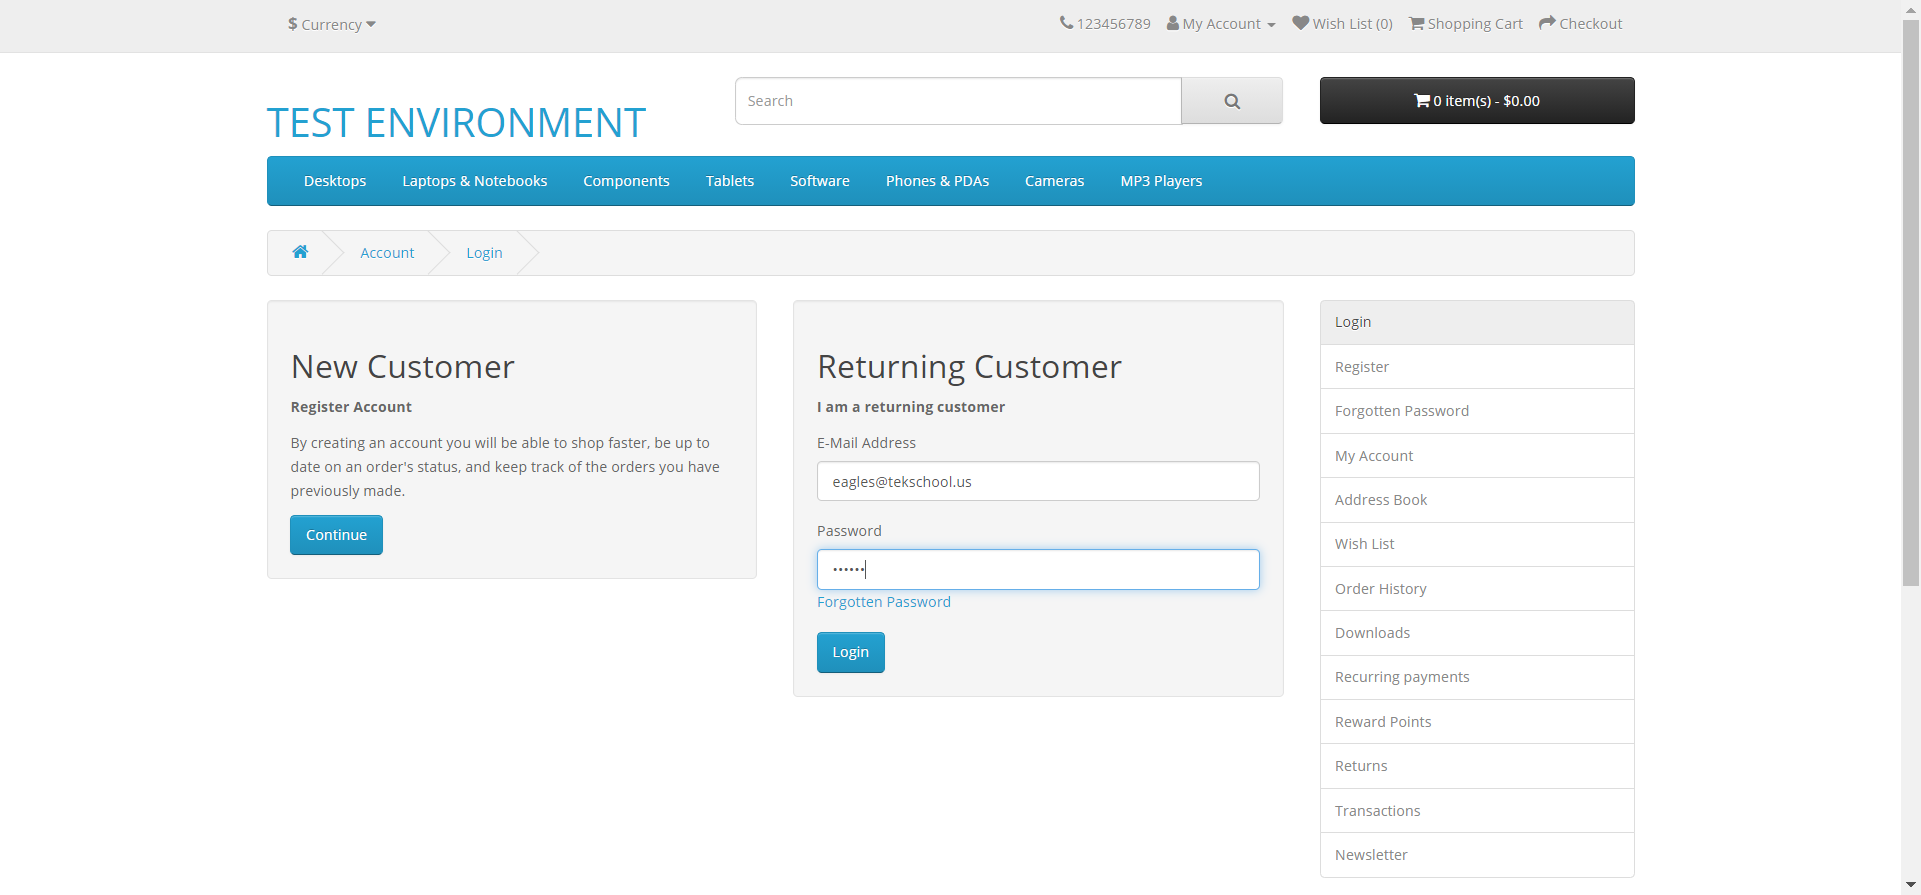 $ Currency
123456789 My Account Wish List (0) Shopping Cart Checkout
TEST ENVIRONMENT
Search
0 item(s) - $0.00
Desktops Laptops & Notebooks Components Tablets Software Phones & PDAs Cameras MP3 Players
Account Login
New Customer
Register Account
By creating an account you will be able to shop faster, be up to
date on an order's status, and keep track of the orders you have
previously made.
Continue
Returning Customer
I am a returning customer
E-Mail Address
eagles@tekschool.us
Password
••••••
Forgotten Password
Login
Login
Register
Forgotten Password
My Account
Address Book
Wish List
Order History
Downloads
Recurring payments
Reward Points
Returns
Transactions
Newsletter